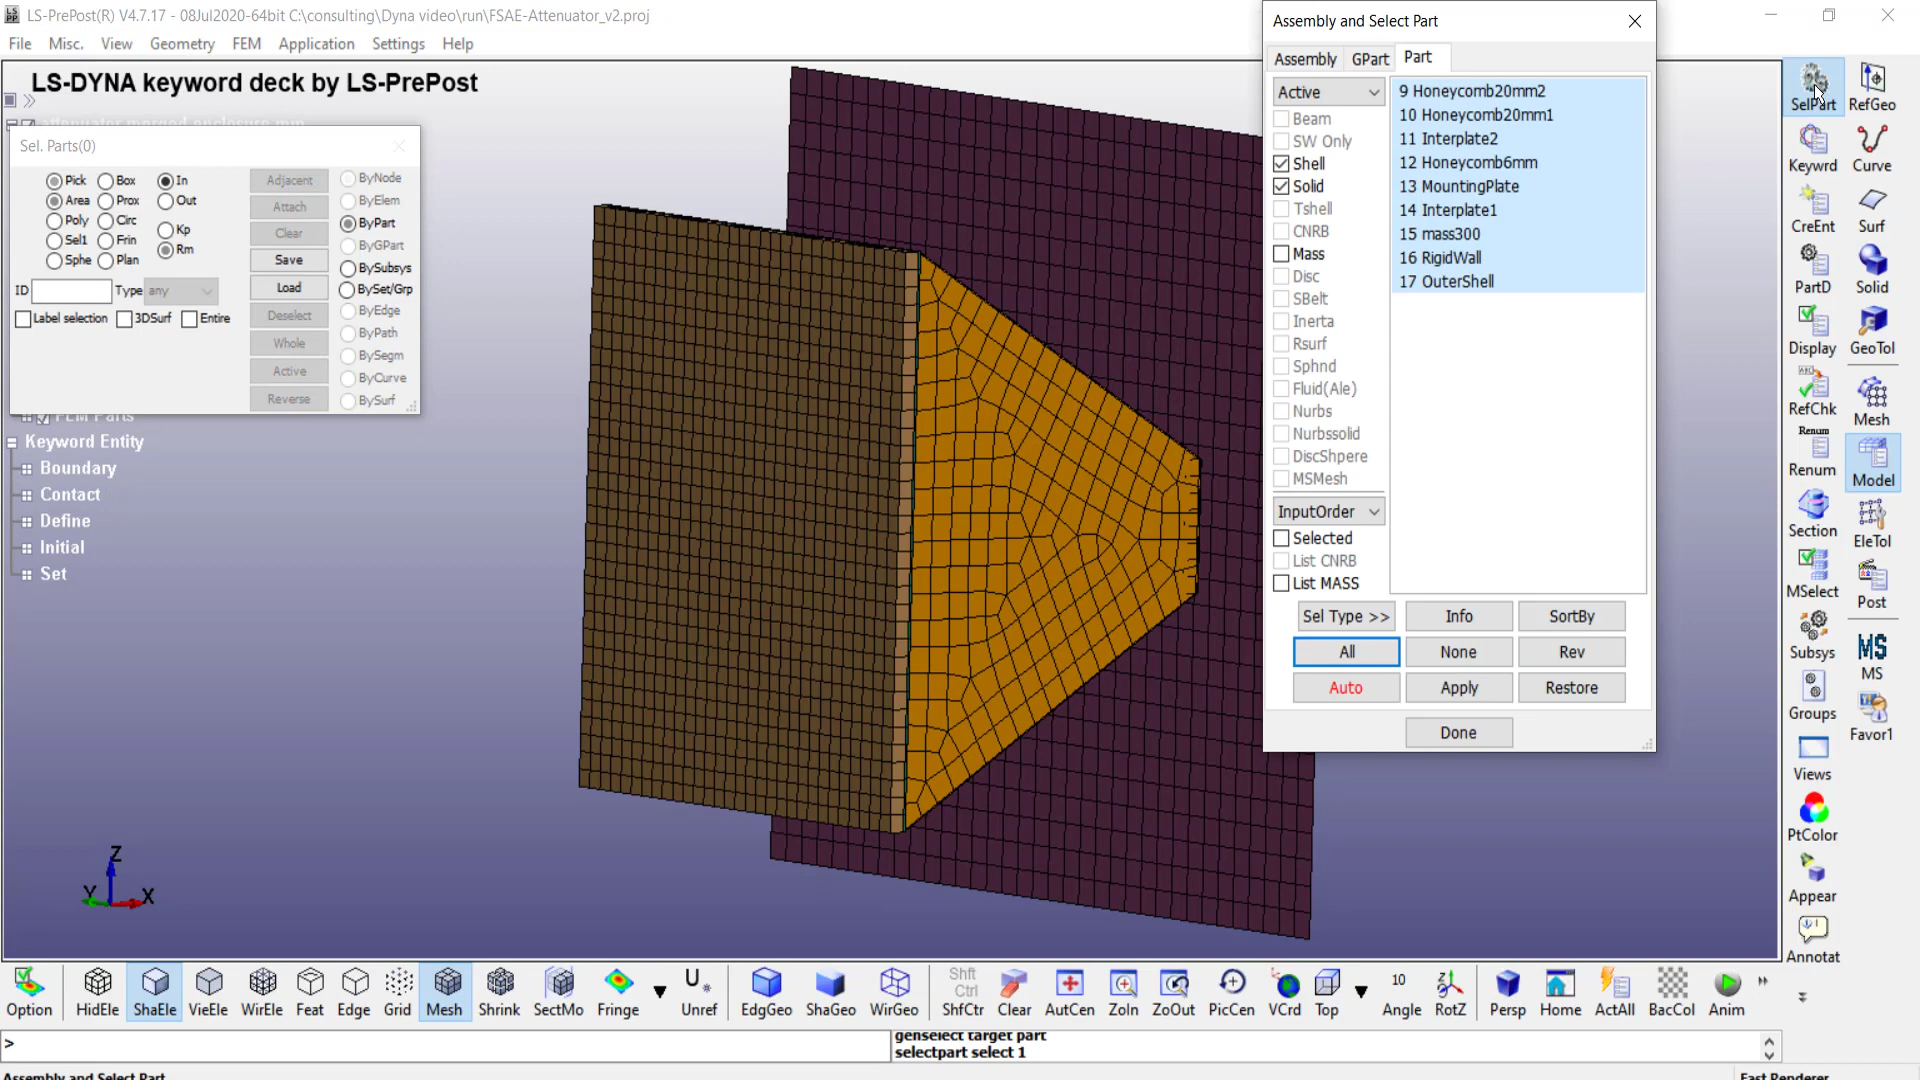 LS-PrePost(R) V4.7.17 - 08Jul2020-64bit C:\consulting\Dyna video\run\FSAE-Attenuator_v2.proj
File Misc. View Geometry FEM Application Settings Help
LS-DYNA keyword deck by LS-PrePost
attenuator merged enclosure mm
Sel. Parts(0)
Pick Box In
Area Prox Out
Poly Circ
Sel1 Frin Kp
Sphe Plan Rm
ID Type any
Label selection 3DSurf Entire
Adjacent
Attach
Clear
Save
Load
Deselect
Whole
Active
Reverse
ByNode
ByElem
ByPart
ByGPart
BySubsys
BySet/Grp
ByEdge
ByPath
BySegm
ByCurve
BySurf
FEM Parts
Keyword Entity
Boundary
Contact
Define
Initial
Set
Z
Y X
Assembly and Select Part
Assembly GPart Part
Active
Beam
SW Only
Shell
Solid
Tshell
CNRB
Mass
Disc
SBelt
Inerta
Rsurf
Sphnd
Fluid(Ale)
Nurbs
Nurbssolid
DiscShpere
MSMesh
InputOrder
Selected
List CNRB
List MASS
9 Honeycomb20mm2
10 Honeycomb20mm1
11 Interplate2
12 Honeycomb6mm
13 MountingPlate
14 Interplate1
15 mass300
16 RigidWall
17 OuterShell
Sel Type >> Info SortBy
All None Rev
Auto Apply Restore
Done
SelPart RefGeo
Keywrd Curve
CreEnt Surf
PartD Solid
Display GeoTol
RefChk Mesh
Renum
Renum Model
Section EleTol
MSelect Post
Subsys MS
MS
Groups Favor1
Views
PtColor
Appear
Annotat
Option HidEle ShaEle VieEle WirEle Feat Edge Grid Mesh Shrink SectMo Fringe Unref EdgGeo ShaGeo WirGeo
Shft
Ctrl
ShfCtr Clear AutCen ZoIn ZoOut PicCen VCrd Top
10
Angle RotZ Persp Home ActAll BacCol Anim
>
genselect target part
selectpart select 1
Assembly and Select Part
Fast Renderer